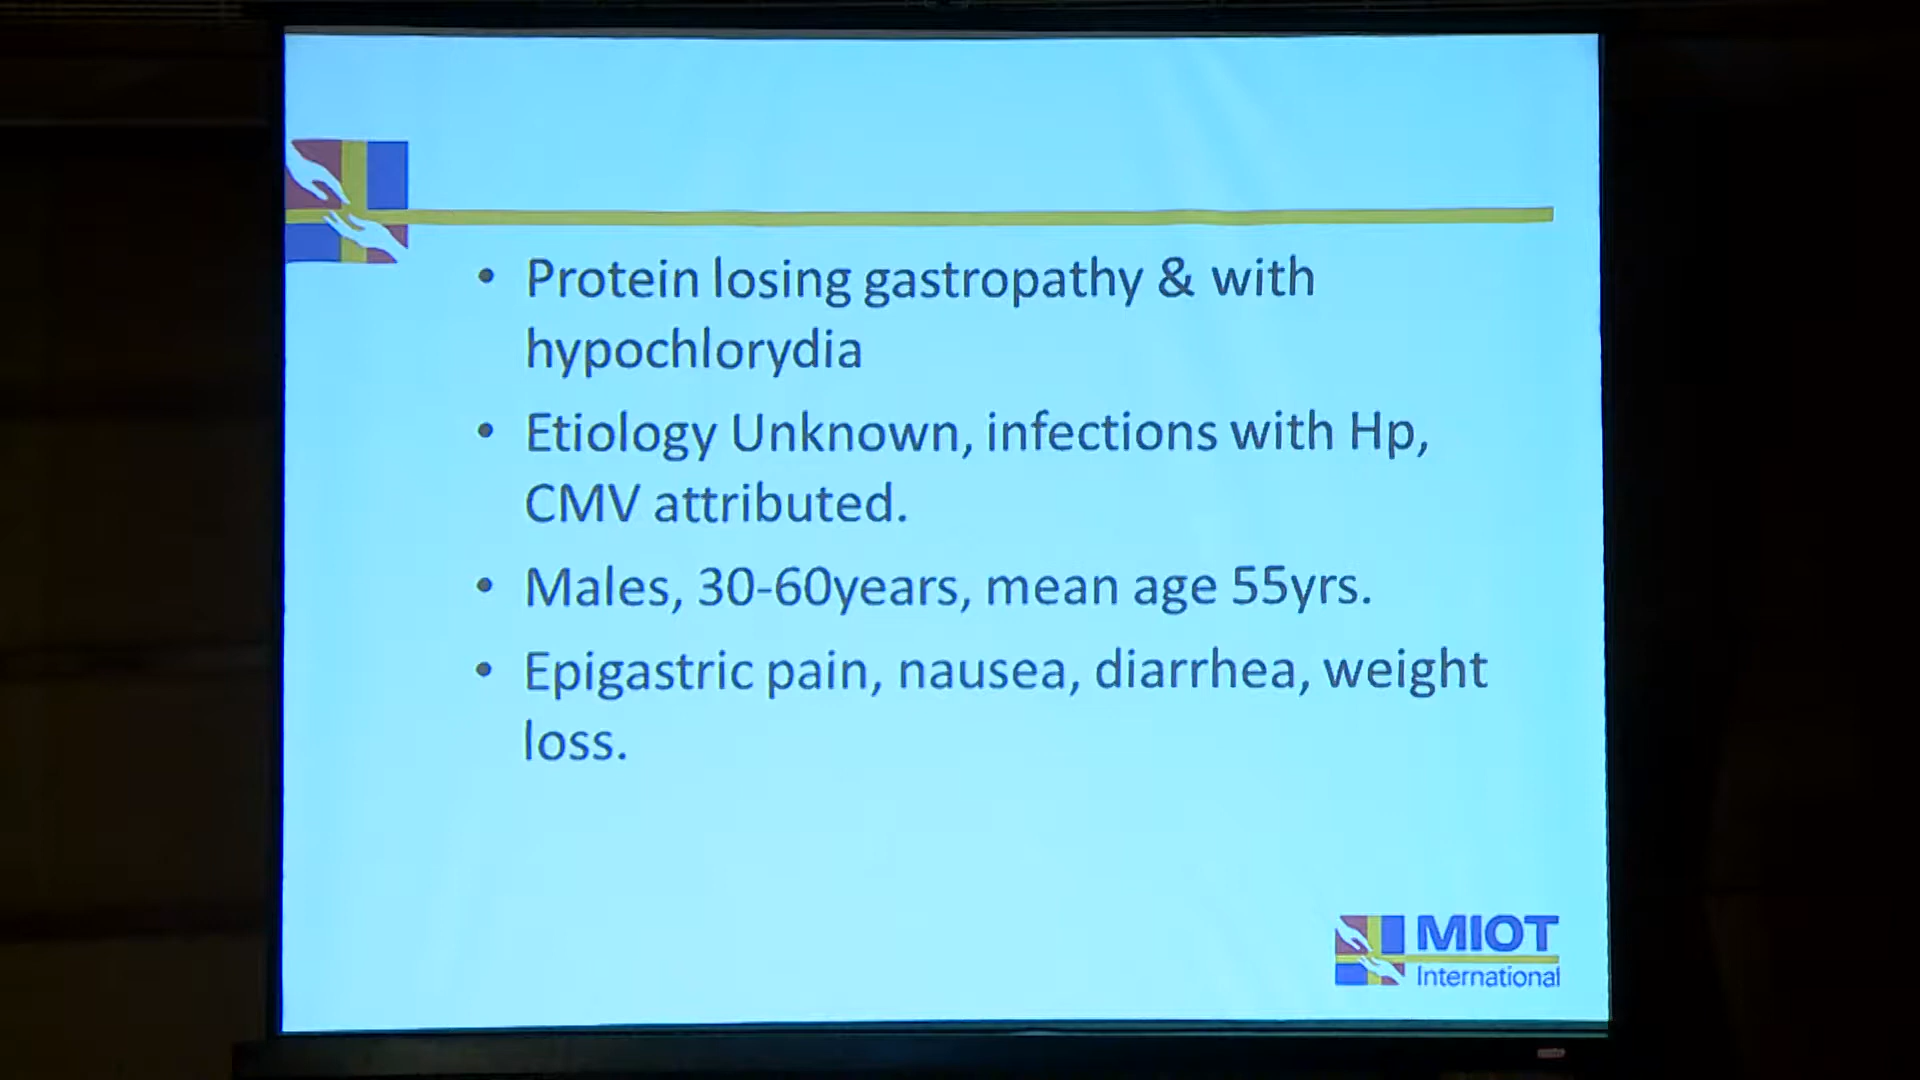 • Protein losing gastropathy & with
hypochlorydia
• Etiology Unknown, infections with Hp,
CMV attributed.
• Males, 30-60years, mean age 55yrs.
• Epigastric pain, nausea, diarrhea, weight
loss.
MIOT
International